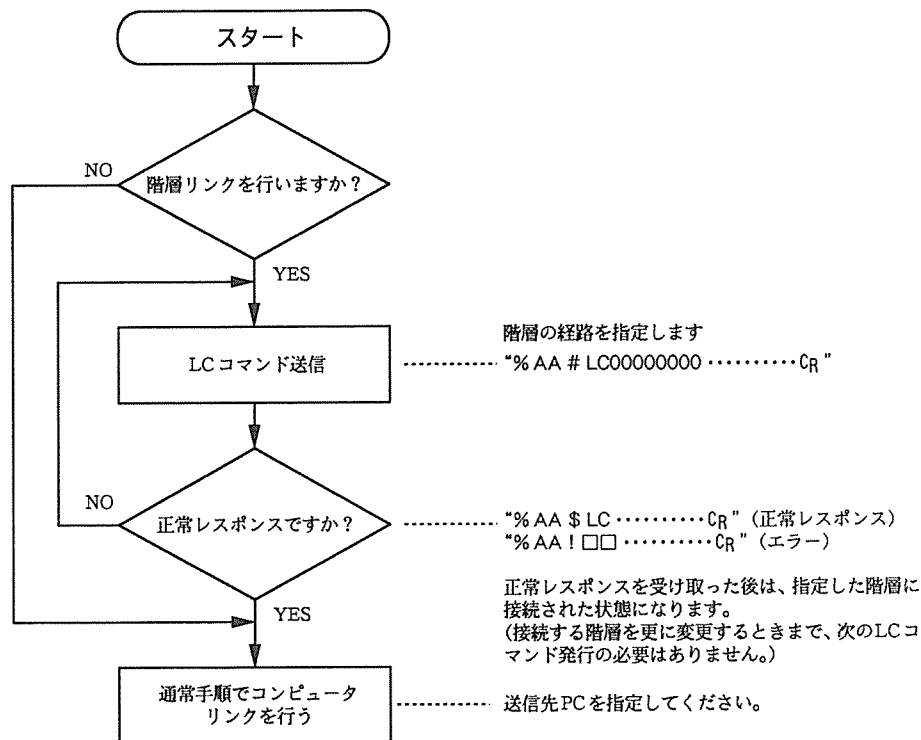 スタート
階層リンクを行いますか？
NO
YES
LCコマンド送信
階層の経路を指定します
“% AA # LC00000000 ·········· CR ”
正常レスポンスですか？
NO
“% AA $ LC ·········· CR ”（正常レスポンス）
“% AA ! □□ ·········· CR ”（エラー）
正常レスポンスを受け取った後は、指定した階層に
接続された状態になります。
(接続する階層を更に変更するときまで、次のLCコ
マンド発行の必要はありません。）
YES
通常手順でコンピュータ
リンクを行う
送信先PCを指定してください。